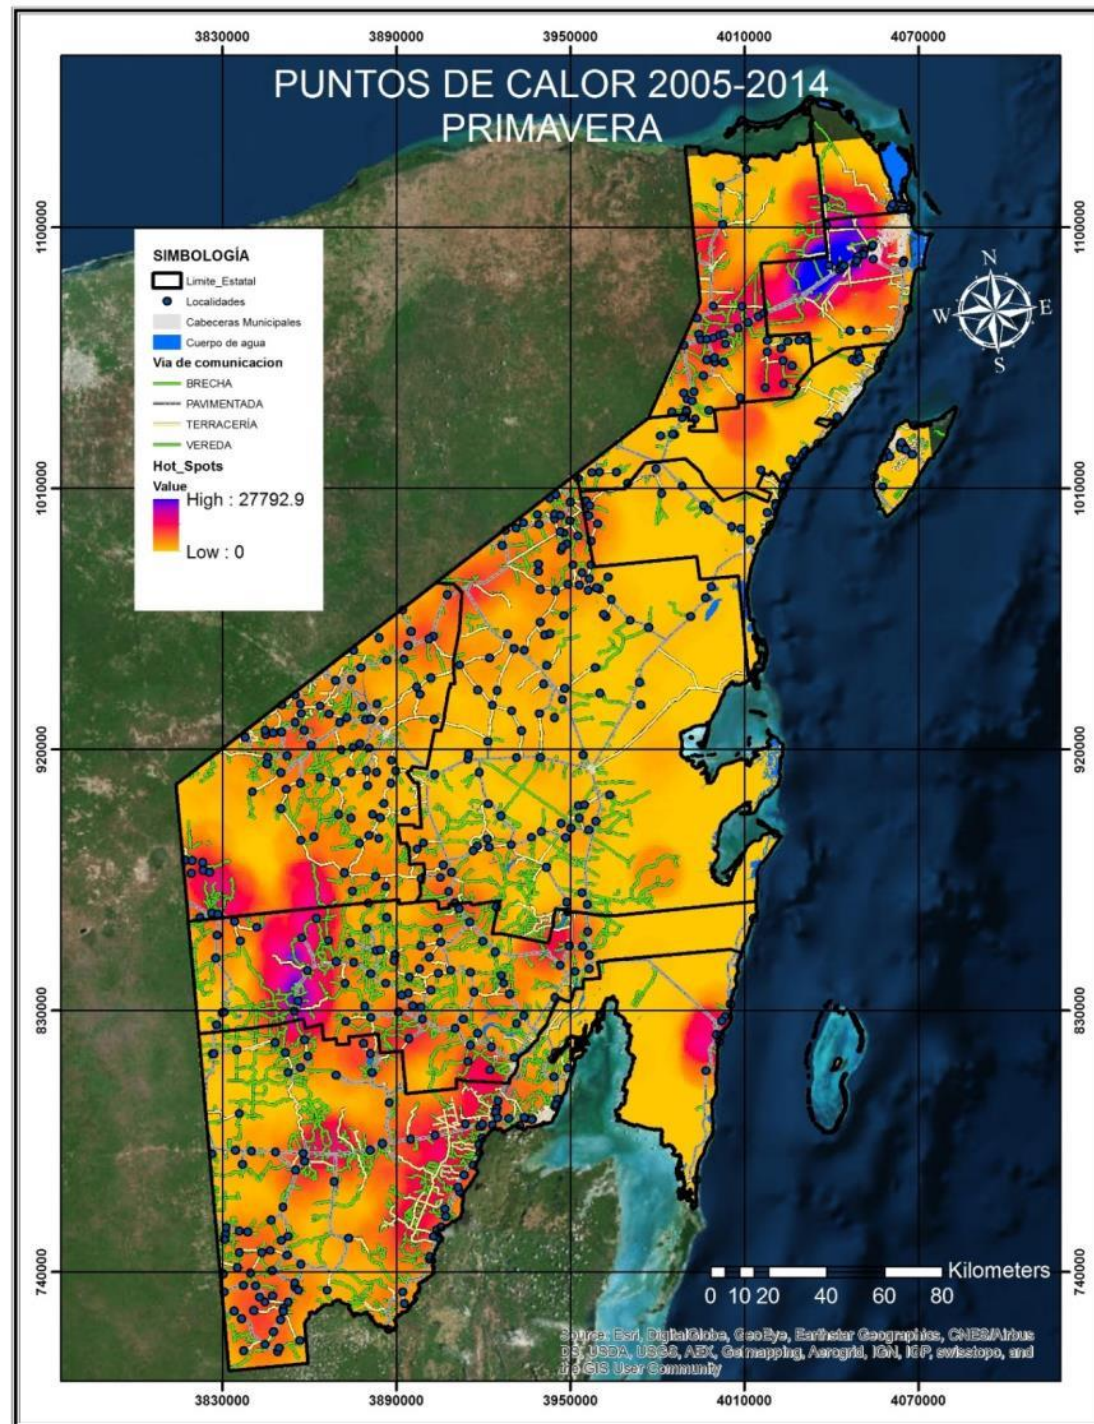 3830000 3890000 3950000 4010000 4070000
PUNTOS DE CALOR 2005-2014
PRIMAVERA
1100000 1100000
SIMBOLOGÍA
Limite_Estatal
Localidades
Cabeceras Municipales
Cuerpo de agua
Via de comunicacion
BRECHA
PAVIMENTADA
TERRACERÍA
VEREDA
Hot_Spots
Value
High : 27792.9
Low : 0
N
W E
S
1010000 1010000
920000 920000
830000 830000
740000 740000
Kilometers
0 10 20 40 60 80
Source: Esri, DigitalGlobe, GeoEye, Earthstar Geographics, CNES/Airbus
DS, USDA, USGS, AEX, Getmapping, Aerogrid, IGN, IGP, swisstopo, and
the GIS User Community
3830000 3890000 3950000 4010000 4070000